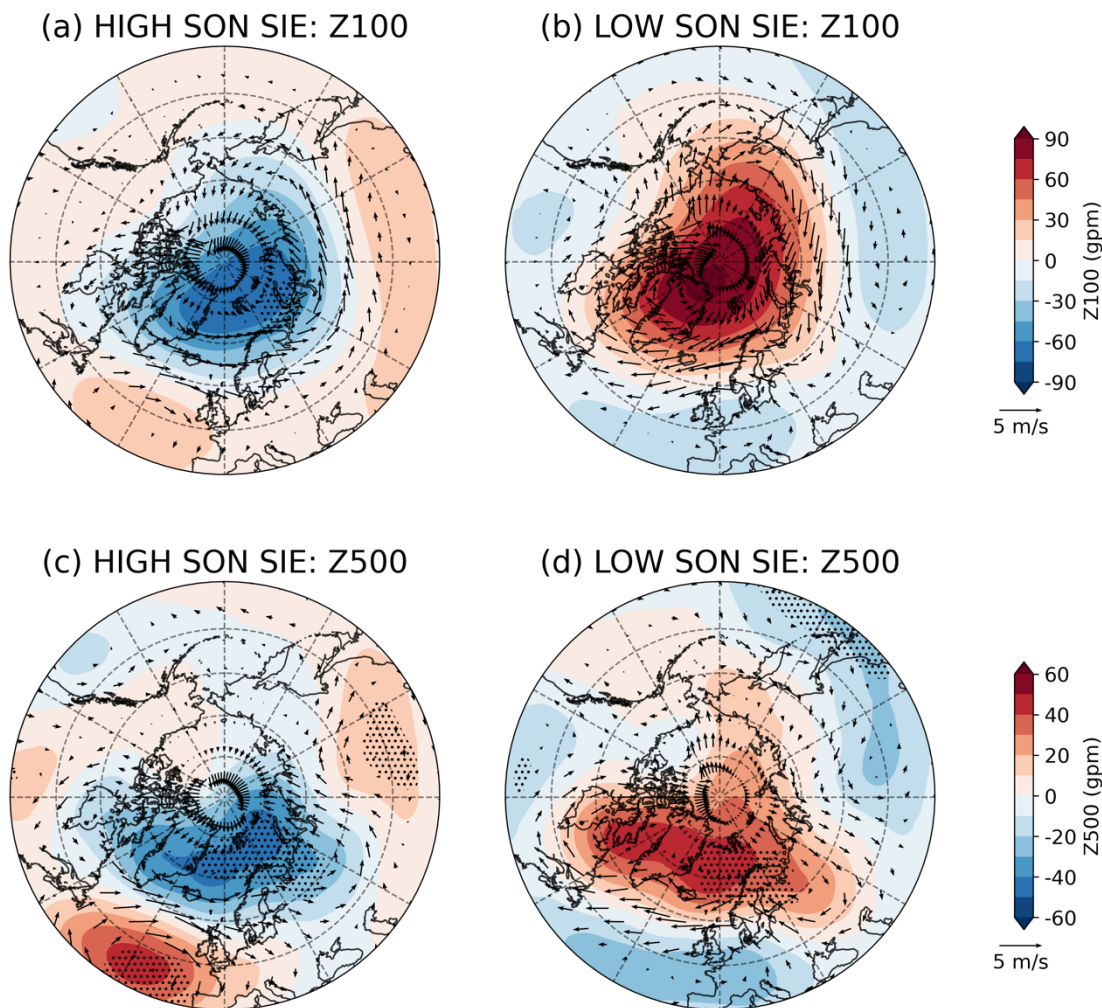 (a) HIGH SON SIE: Z100
(b) LOW SON SIE: Z100
90
60
30
0
-30
-60
-90
Z100 (gpm)
5 m/s
(c) HIGH SON SIE: Z500
(d) LOW SON SIE: Z500
60
40
20
0
-20
-40
-60
Z500 (gpm)
5 m/s